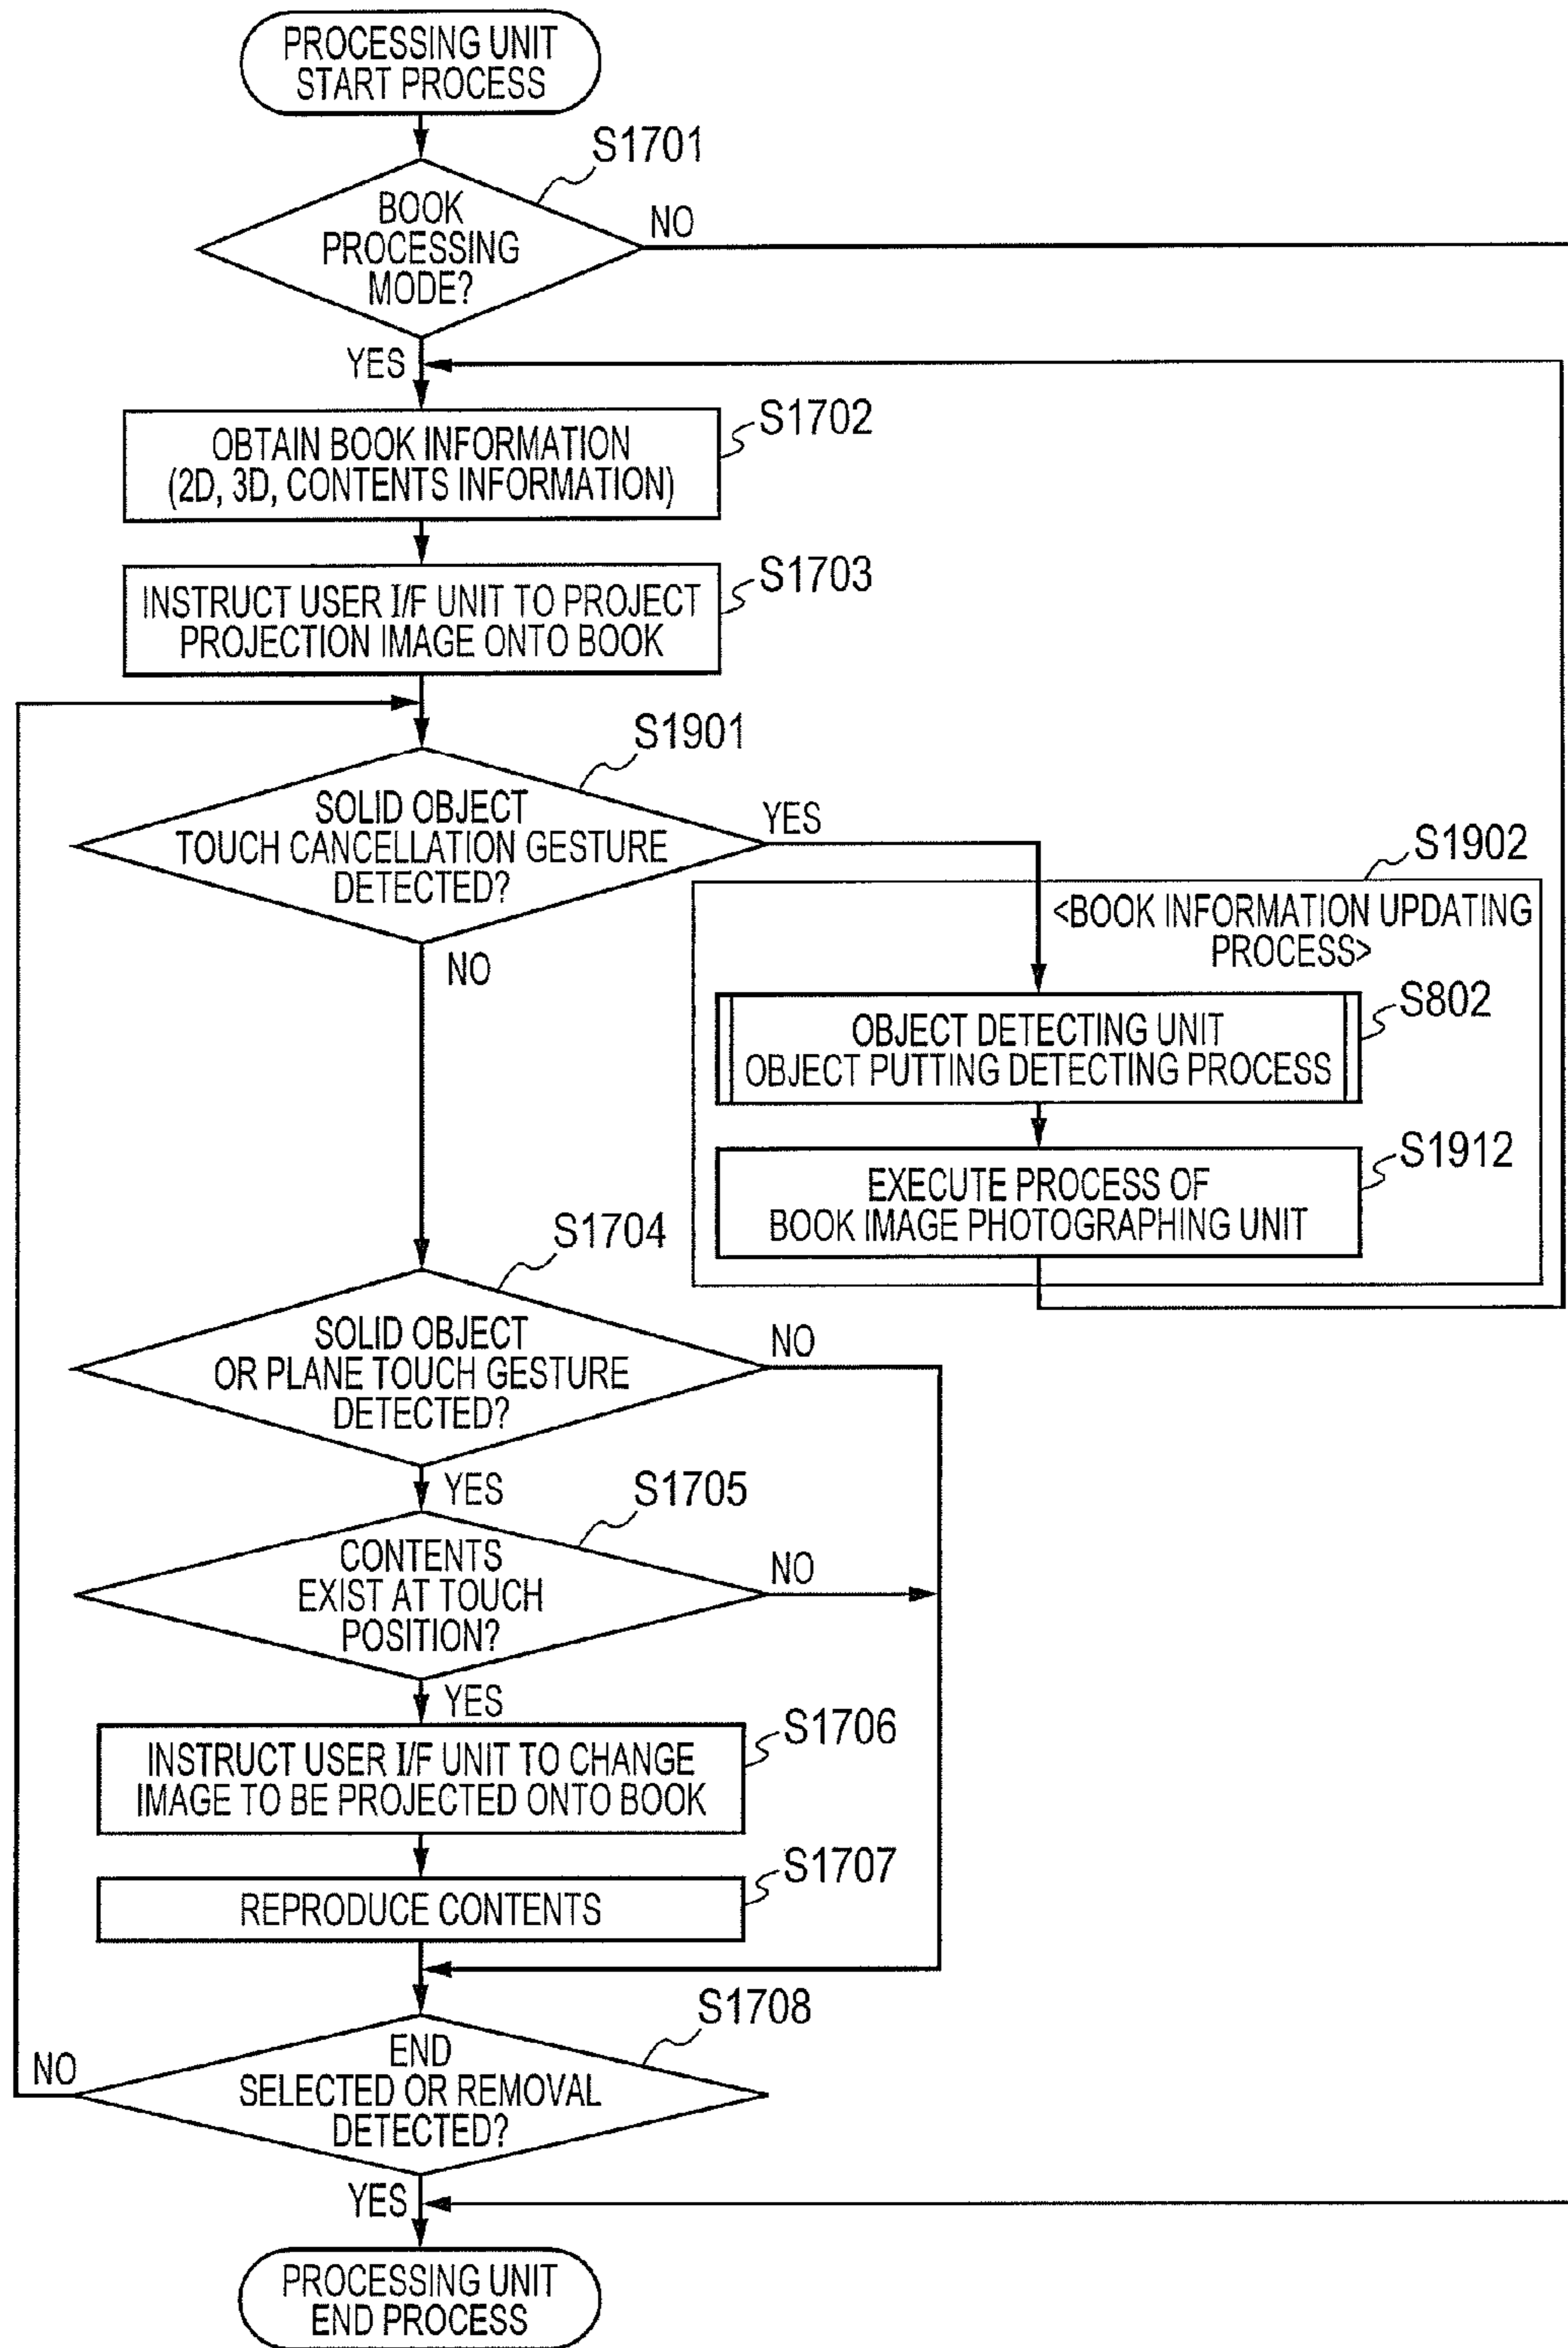 PROCESSING UNIT
START PROCESS
S1701
BOOK
PROCESSING
MODE?
NO
YES
S1702
OBTAIN BOOK INFORMATION
(2D, 3D, CONTENTS INFORMATION)
S1703
INSTRUCT USER I/F UNIT TO PROJECT
PROJECTION IMAGE ONTO BOOK
S1901
SOLID OBJECT
TOUCH CANCELLATION GESTURE
DETECTED?
YES
NO
S1902
<BOOK INFORMATION UPDATING
PROCESS>
S802
OBJECT DETECTING UNIT
OBJECT PUTTING DETECTING PROCESS
S1912
EXECUTE PROCESS OF
BOOK IMAGE PHOTOGRAPHING UNIT
S1704
SOLID OBJECT
OR PLANE TOUCH GESTURE
DETECTED?
NO
YES
S1705
CONTENTS
EXIST AT TOUCH
POSITION?
NO
YES
S1706
INSTRUCT USER I/F UNIT TO CHANGE
IMAGE TO BE PROJECTED ONTO BOOK
S1707
REPRODUCE CONTENTS
S1708
END
SELECTED OR REMOVAL
DETECTED?
NO
YES
PROCESSING UNIT
END PROCESS